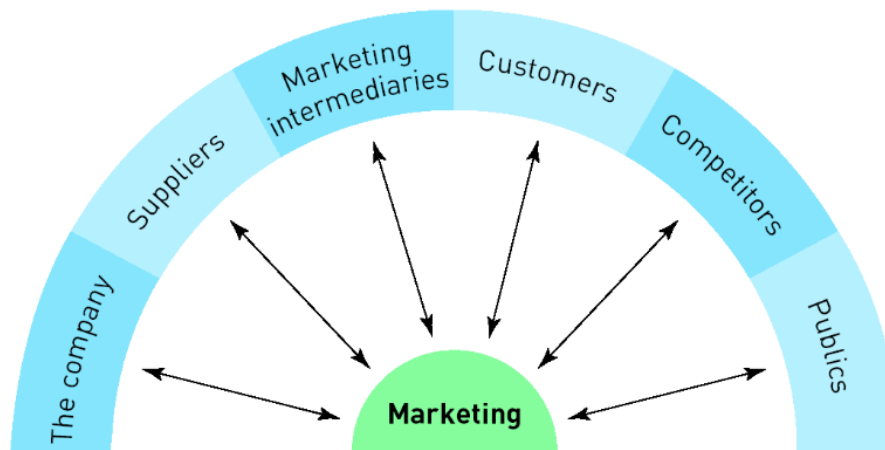 The company
Suppliers
Marketing
intermediaries
Customers
Competitors
Publics
Marketing